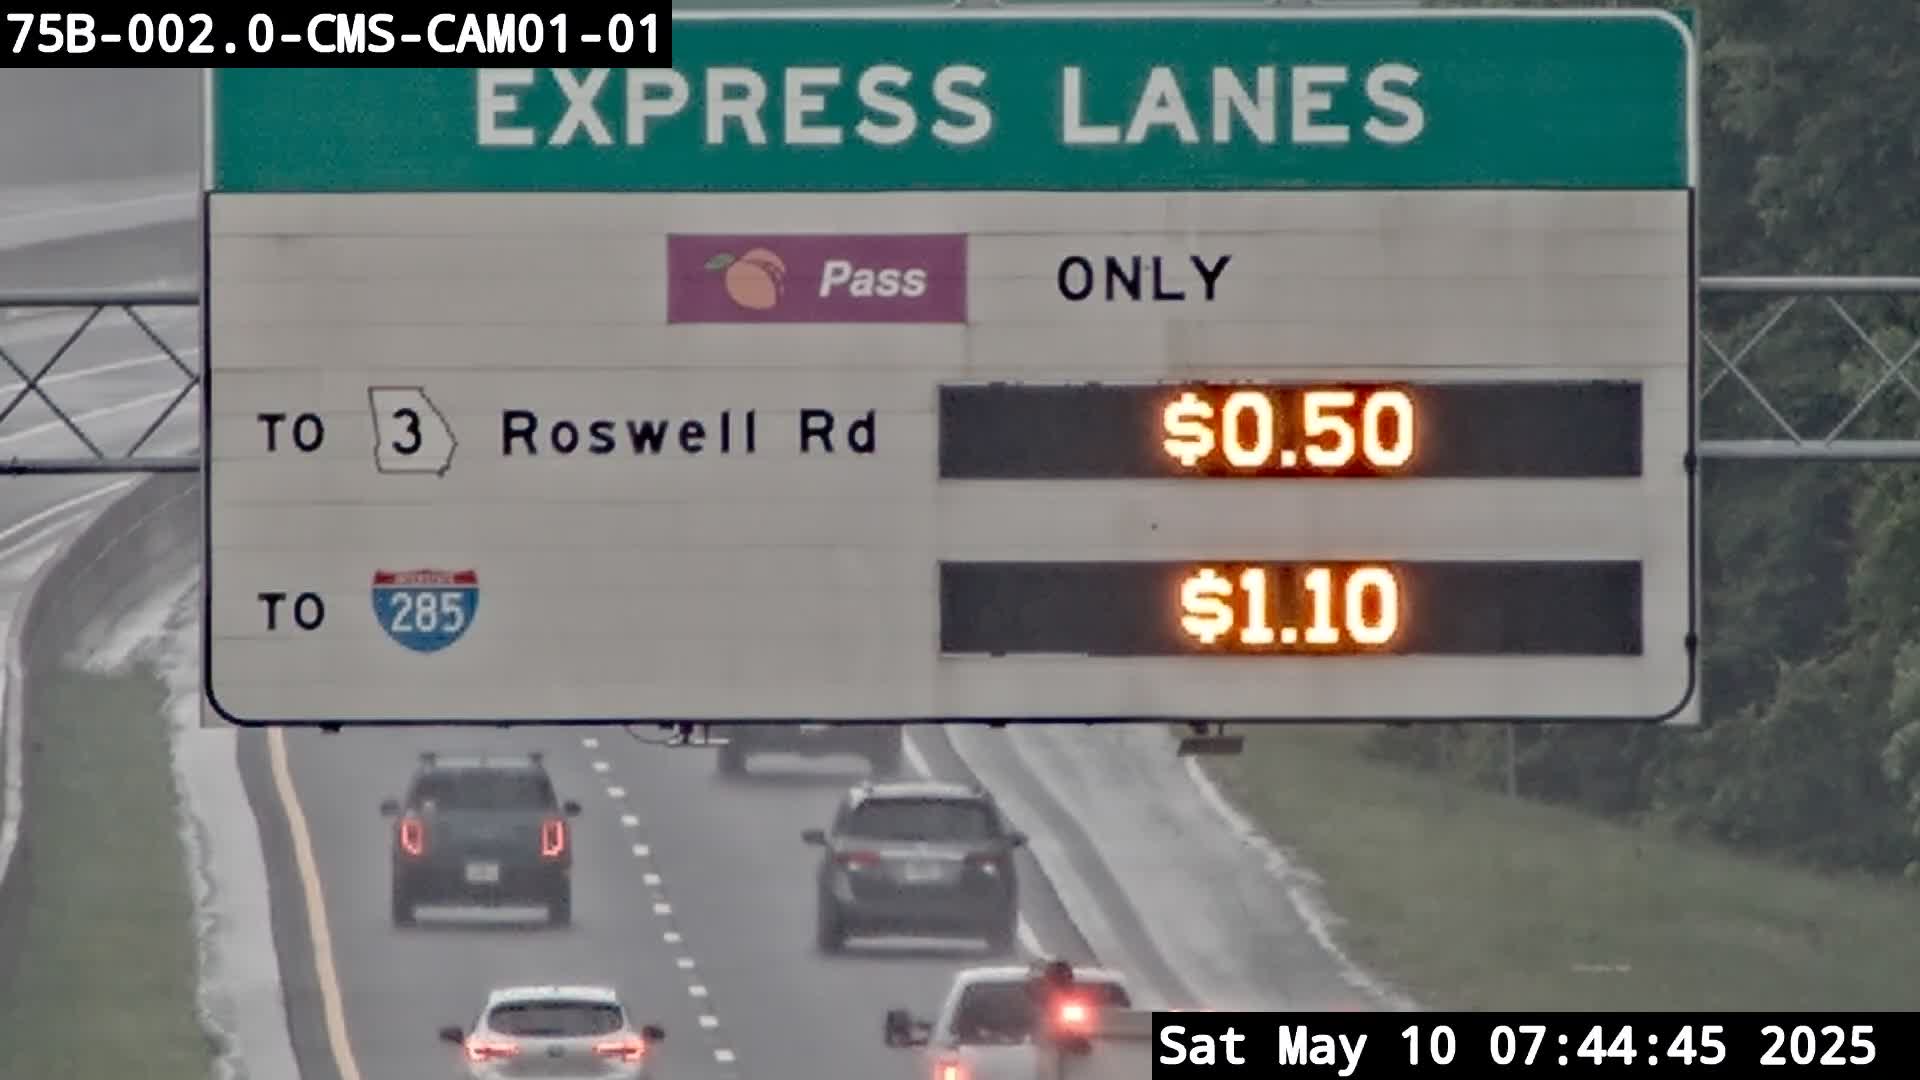 75B-002.0-CMS-CAM01-01
EXPRESS LANES
Pass ONLY
TO 3 Roswell Rd $0.50
TO 285 $1.10
Sat May 10 07:44:45 2025